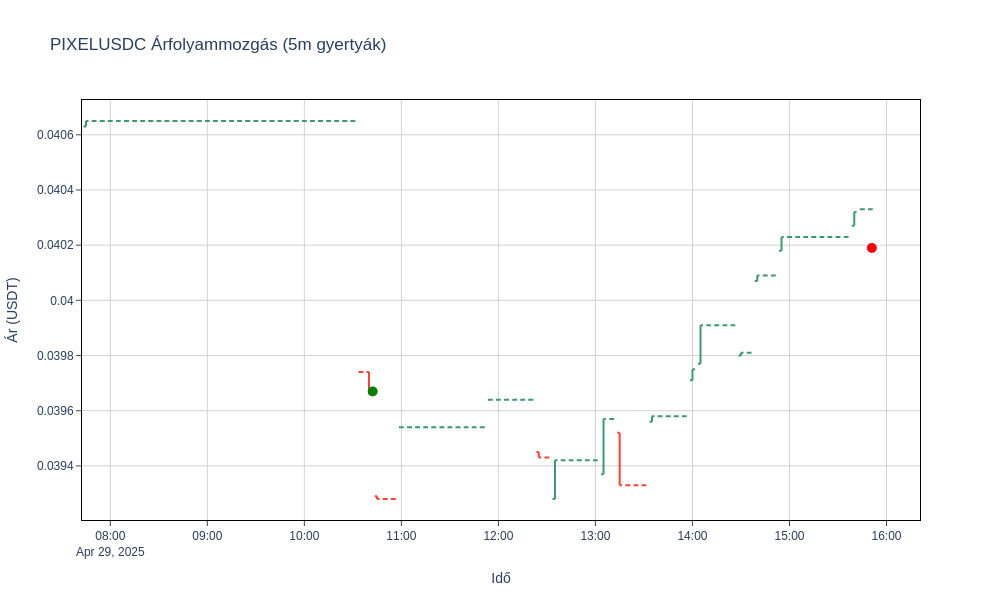 PIXELUSDC Árfolyammozgás (5m gyertyák)
Ár (USDT)
0.0406
0.0404
0.0402
0.04
0.0398
0.0396
0.0394
08:00 09:00 10:00 11:00 12:00 13:00 14:00 15:00 16:00
Apr 29, 2025
Idő